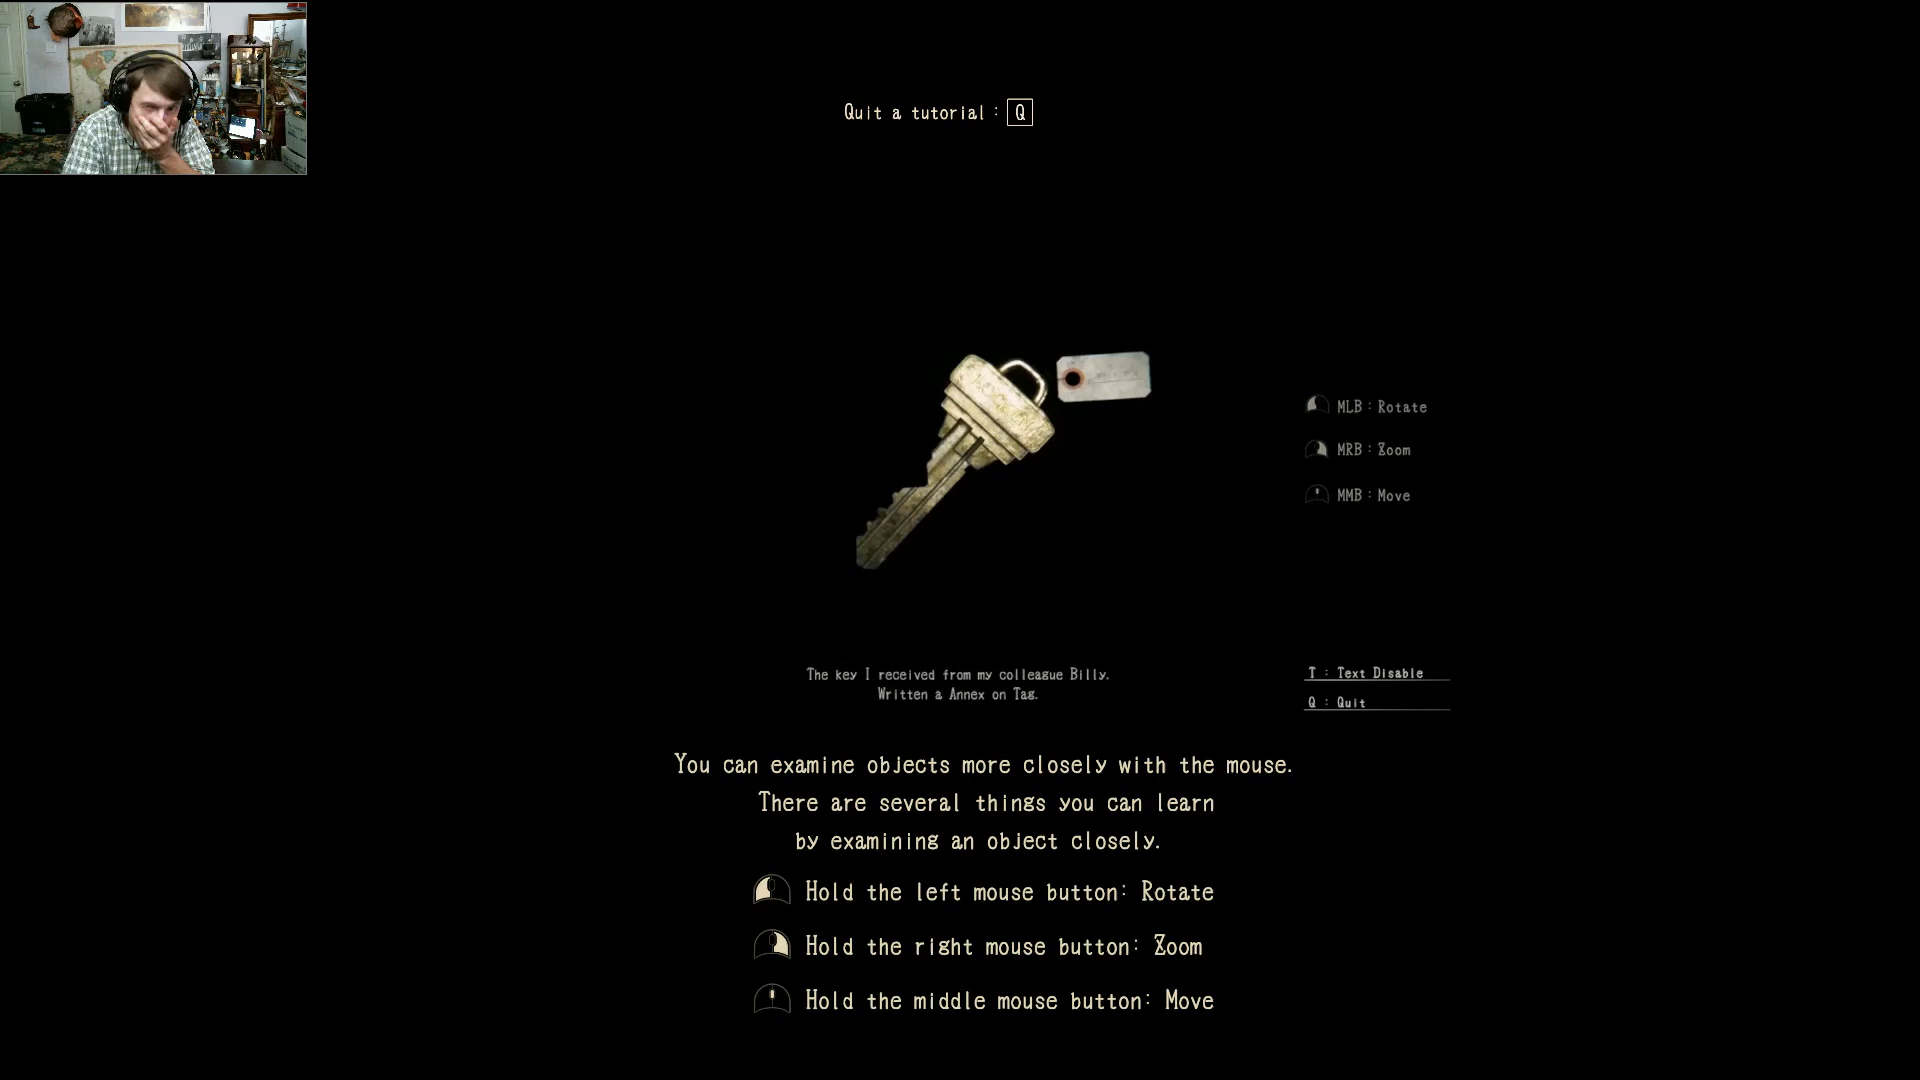 Quit a tutorial : Q
MLB : Rotate
MRB : Zoom
MMB : Move
The key I received from my colleague Billy.
Written a Annex on Tag.
T : Text Disable
Q : Quit
You can examine objects more closely with the mouse.
There are several things you can learn
by examining an object closely.
Hold the left mouse button: Rotate
Hold the right mouse button: Zoom
Hold the middle mouse button: Move